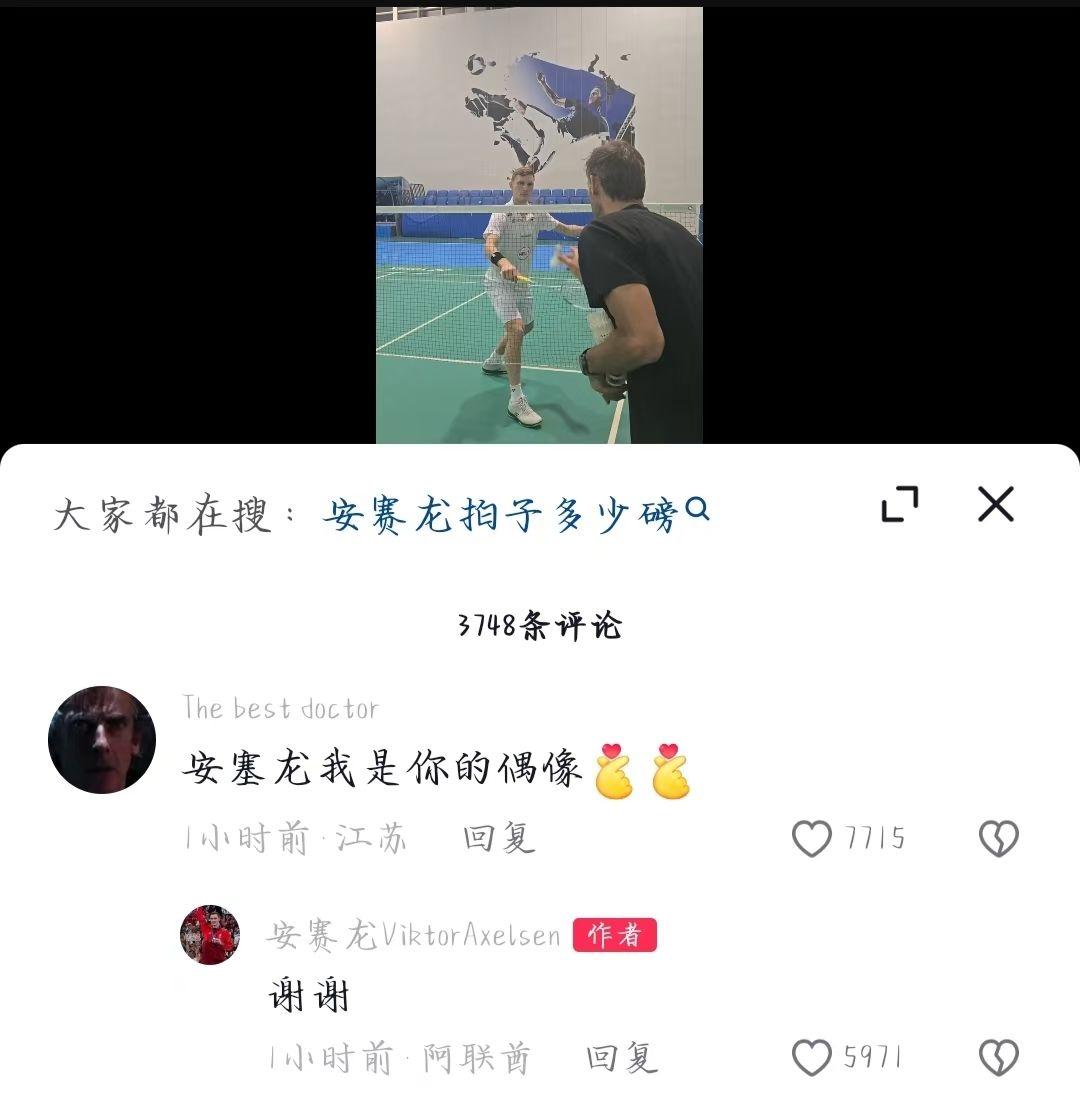 大家都在搜：安赛龙拍子多少磅
3748条评论
The best doctor
安塞龙我是你的偶像
1小时前·江苏 回复 7715
安赛龙ViktorAxelsen 作者
谢谢
1小时前·阿联酋 回复 5971